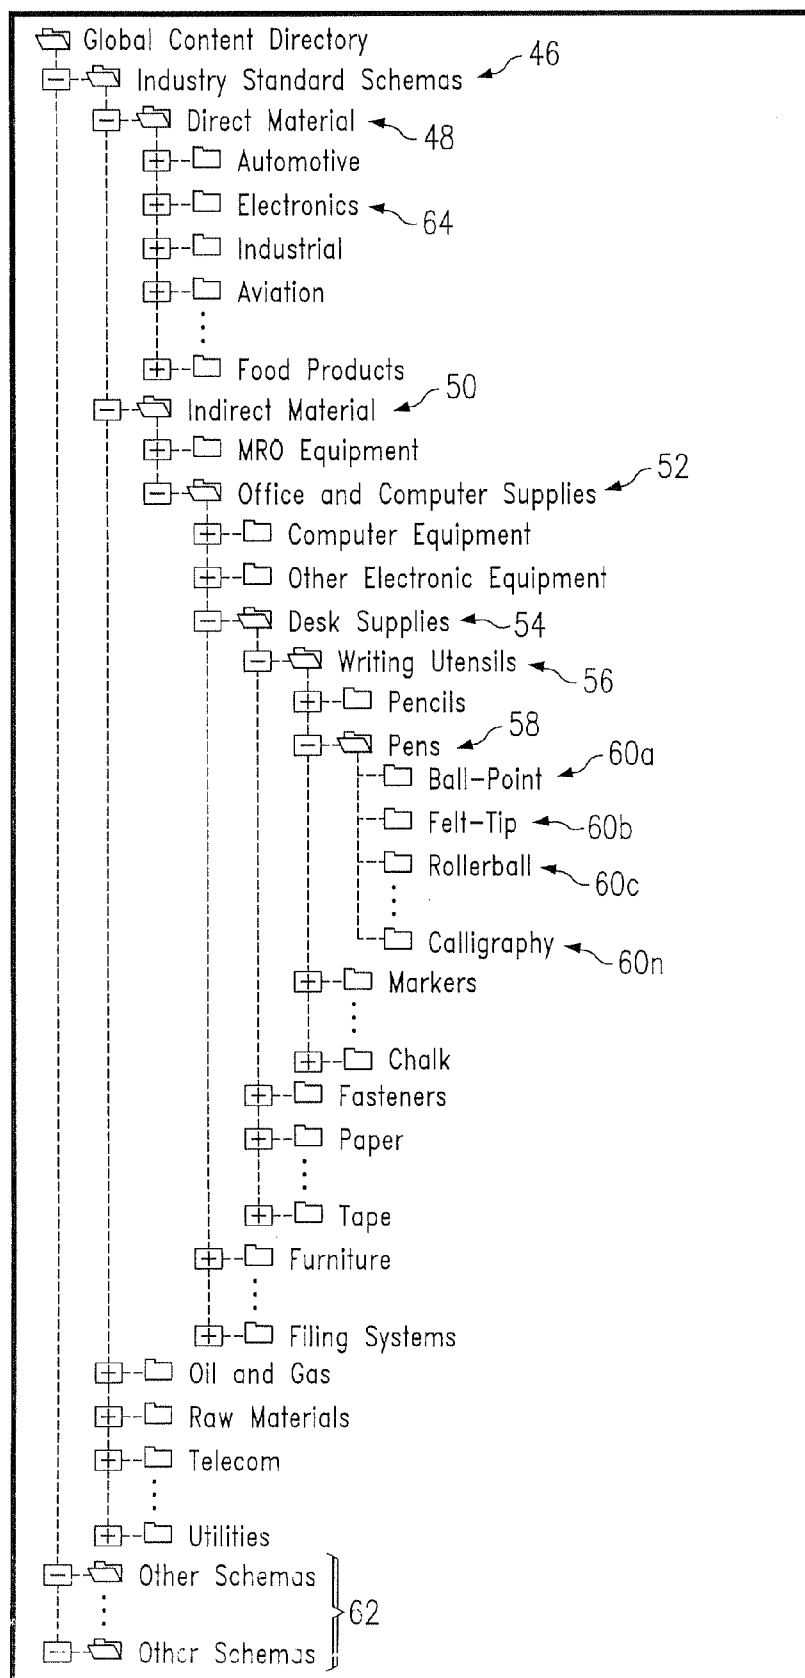 Global Content Directory
Industry Standard Schemas 46
Direct Material 48
Automotive
Electronics 64
Industrial
Aviation
Food Products
Indirect Material 50
MRO Equipment
Office and Computer Supplies 52
Computer Equipment
Other Electronic Equipment
Desk Supplies 54
Writing Utensils 56
Pencils
Pens 58
Ball-Point 60a
Felt-Tip 60b
Rollerball 60c
Calligraphy 60n
Markers
Chalk
Fasteners
Paper
Tape
Furniture
Filing Systems
Oil and Gas
Raw Materials
Telecom
Utilities
Other Schemas
62
Other Schemas